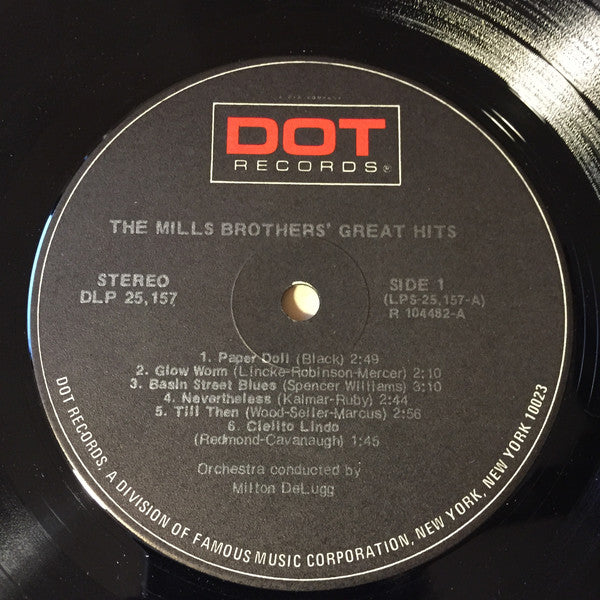 DOT
RECORDS®
THE MILLS BROTHERS' GREAT HITS
STEREO
DLP 25,157
SIDE 1
(LPS-25,157-A)
R 104482-A
1. Paper Doll (Black) 2:49
2. Glow Worm (Lincke-Robinson-Mercer) 2:10
3. Basin Street Blues (Spencer Williams) 3:10
4. Nevertheless (Kalmar-Ruby) 2:44
5. Till Then (Wood-Seiler-Marcus) 2:56
6. Cielito Lindo
(Redmond-Cavanaugh) 1:45
Orchestra conducted by
Milton DeLugg
DOT RECORDS, A DIVISION OF FAMOUS MUSIC CORPORATION, NEW YORK, NEW YORK 10023